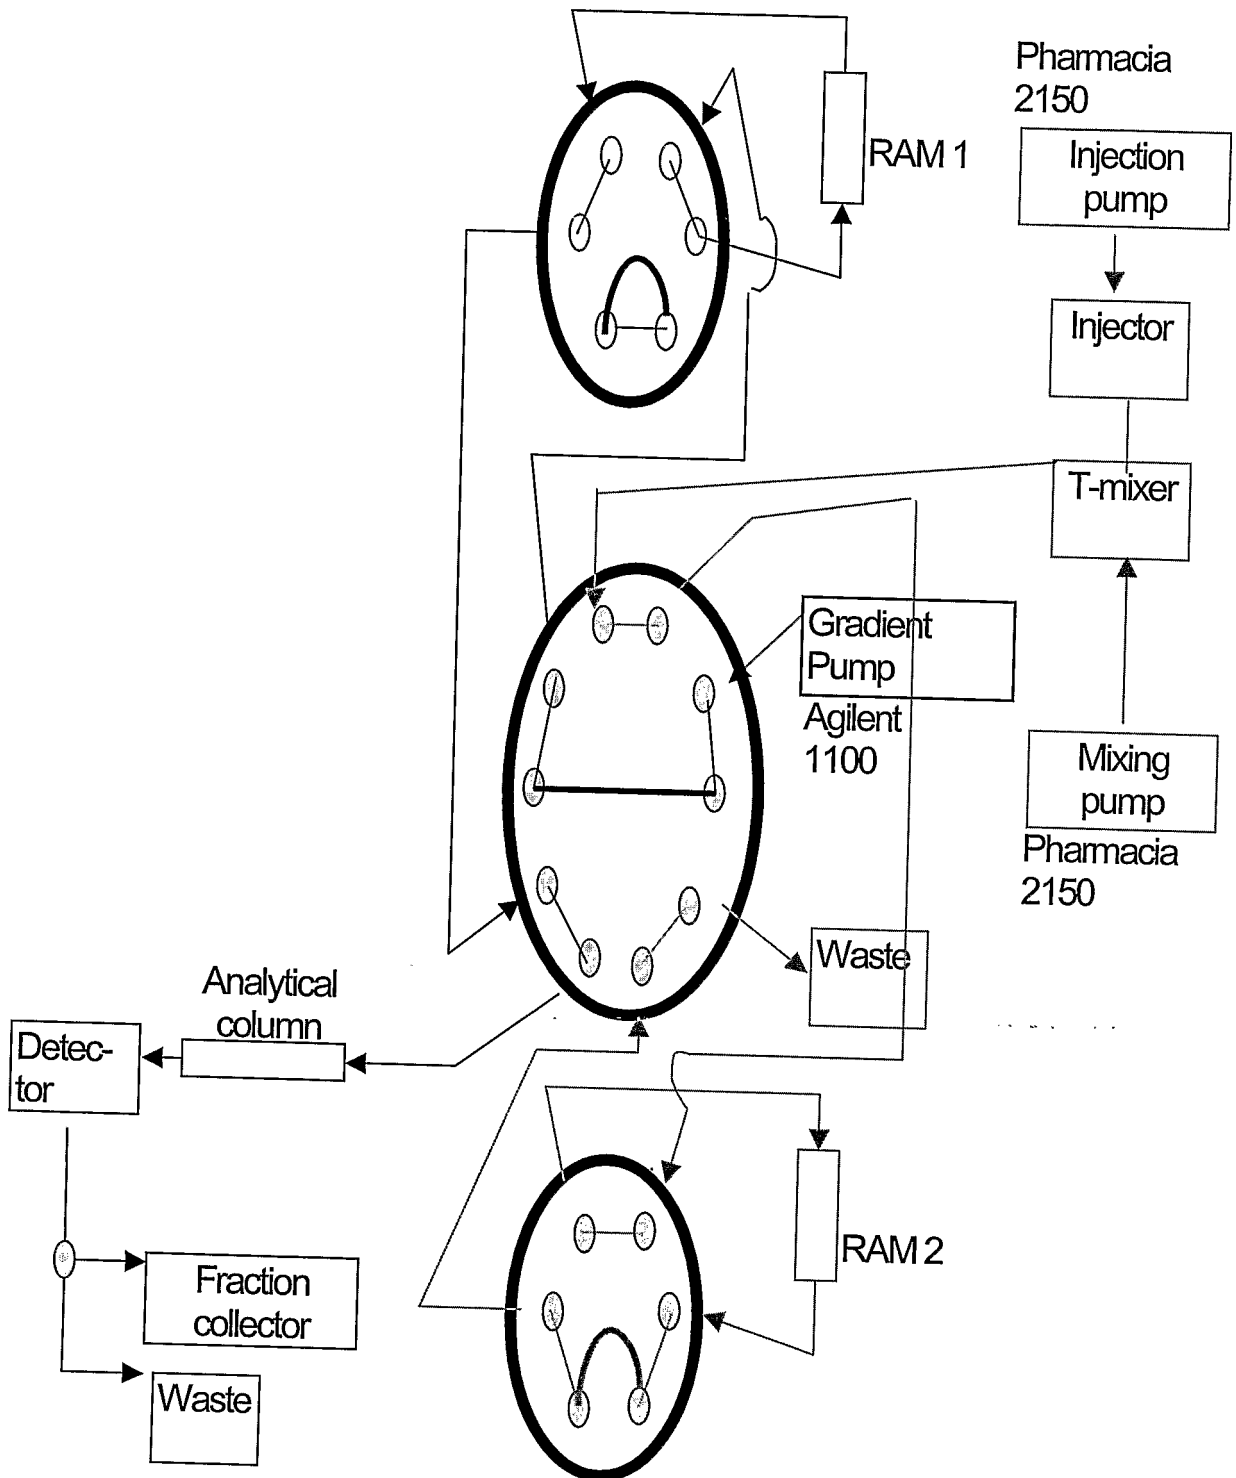 Pharmacia
2150
Injection
pump
RAM 1
Injector
T-mixer
Gradient
Pump
Agilent
1100
Mixing
pump
Pharmacia
2150
Waste
Analytical
column
Detec-
tor
RAM 2
Fraction
collector
Waste